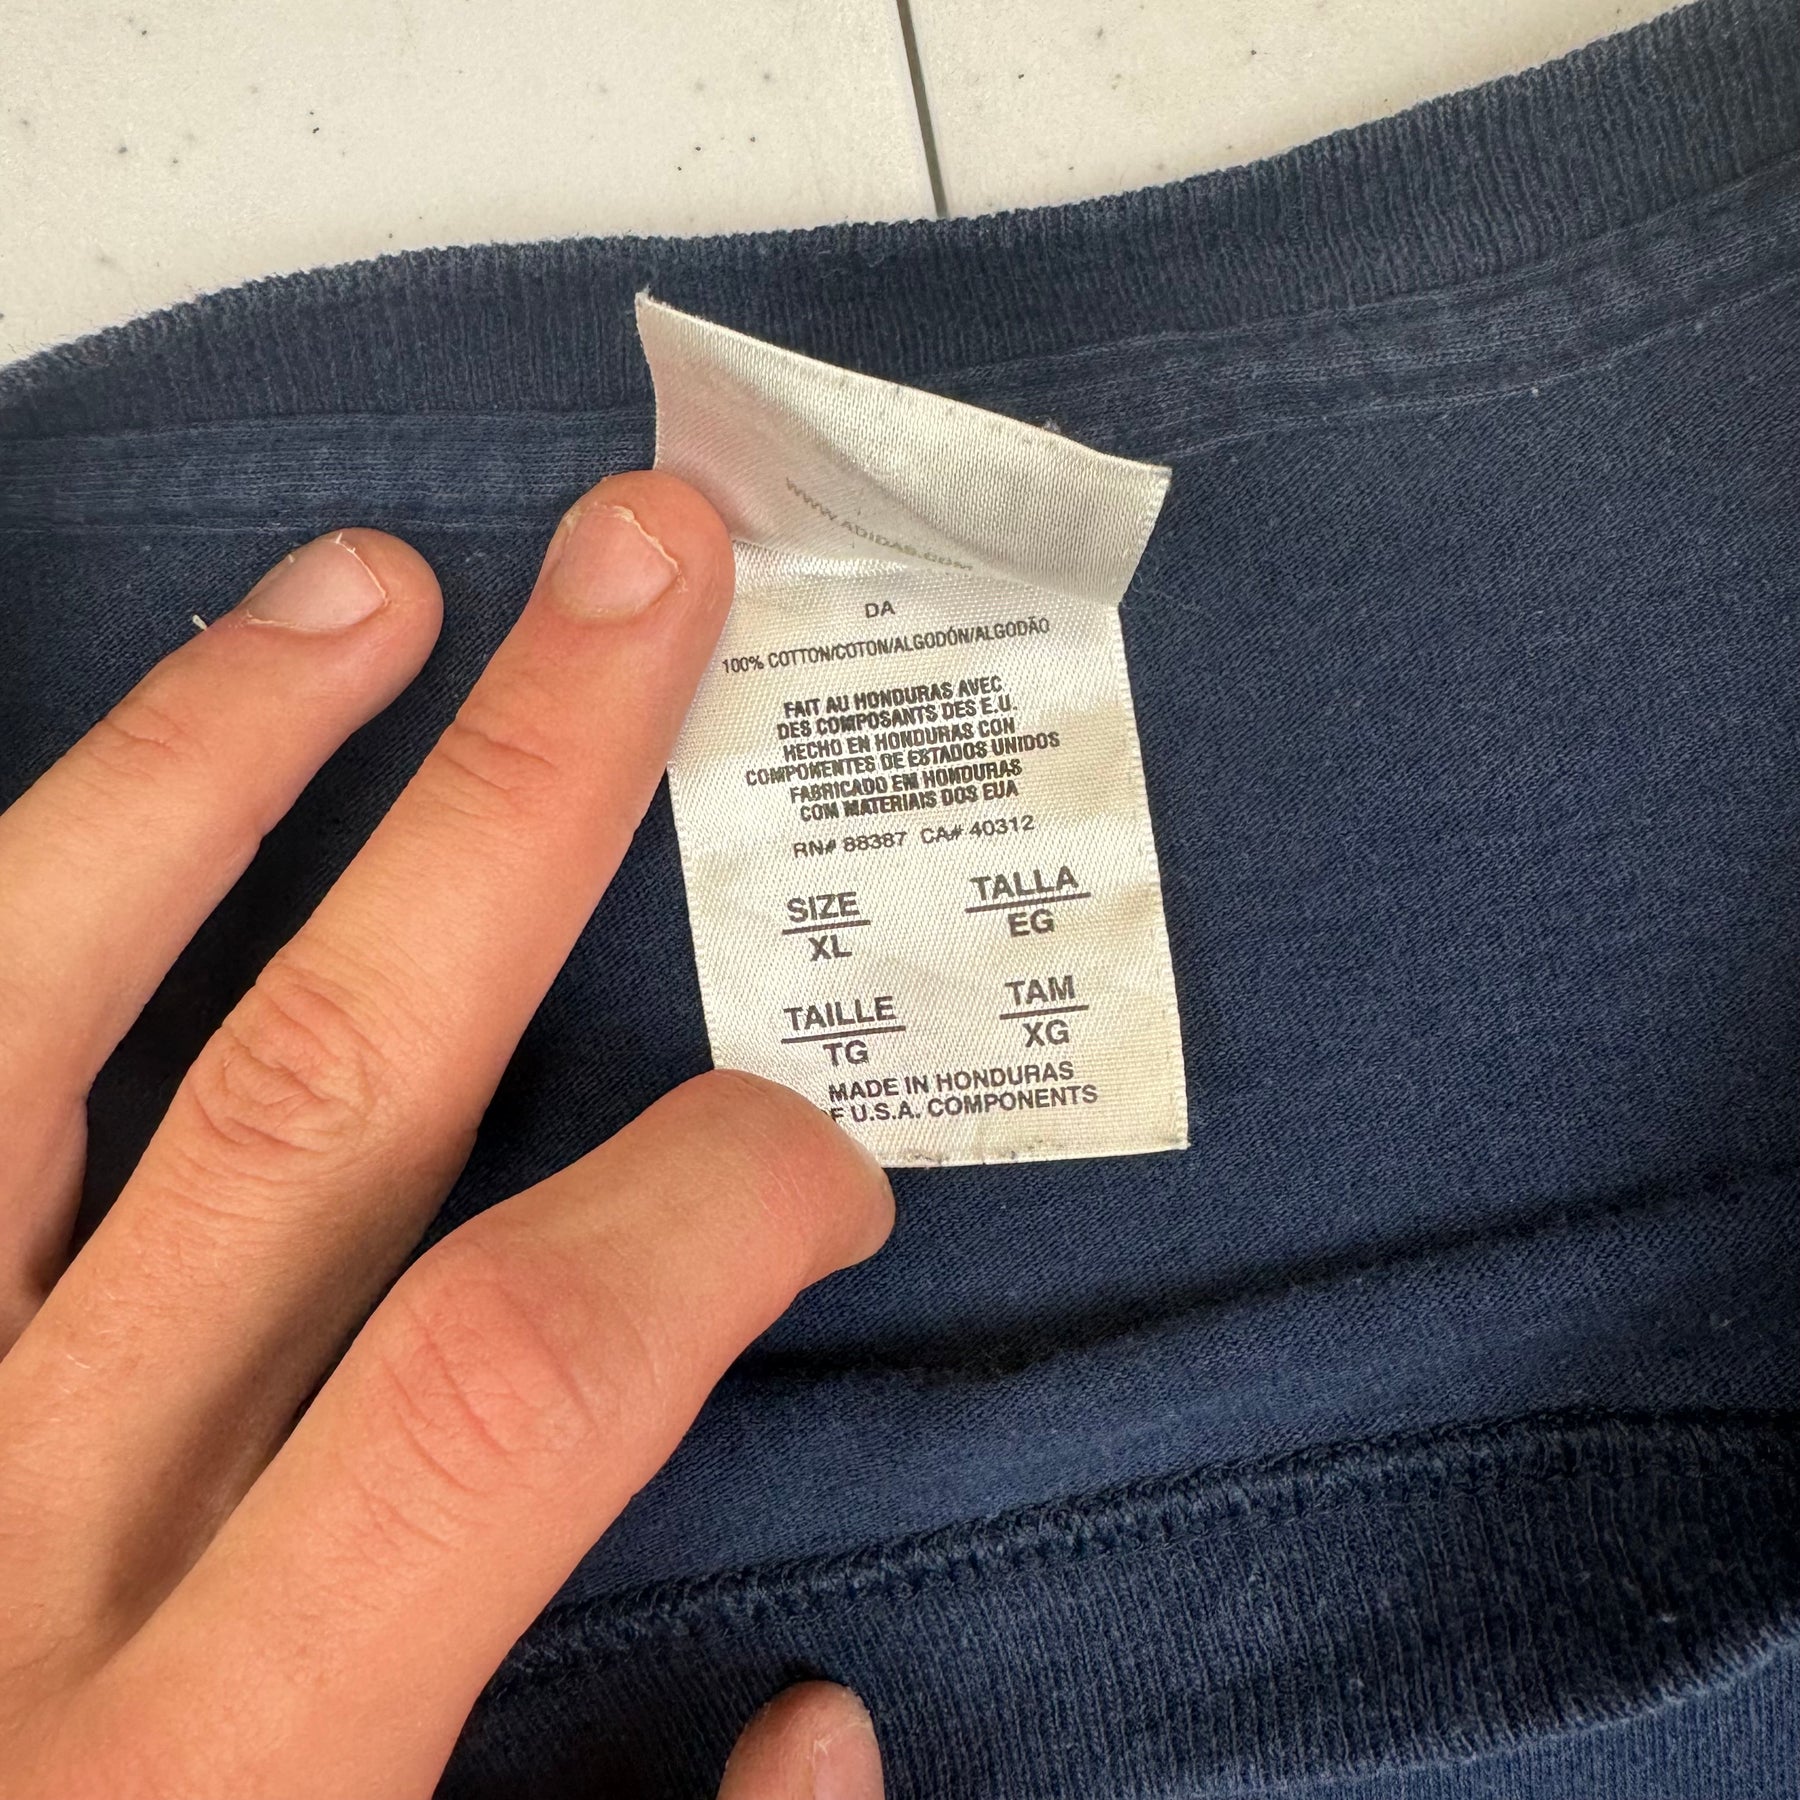 WWW.ADIDAS.COM
DA
100% COTTON/COTON/ALGODÓN/ALGODÃO
FAIT AU HONDURAS AVEC
DES COMPOSANTS DES E.U.
HECHO EN HONDURAS CON
COMPONENTES DE ESTADOS UNIDOS
FABRICADO EM HONDURAS
COM MATERIAIS DOS EUA
RN# 88387 CA# 40312
SIZE
XL
TALLA
EG
TAILLE
TG
TAM
XG
MADE IN HONDURAS
U.S.A. COMPONENTS